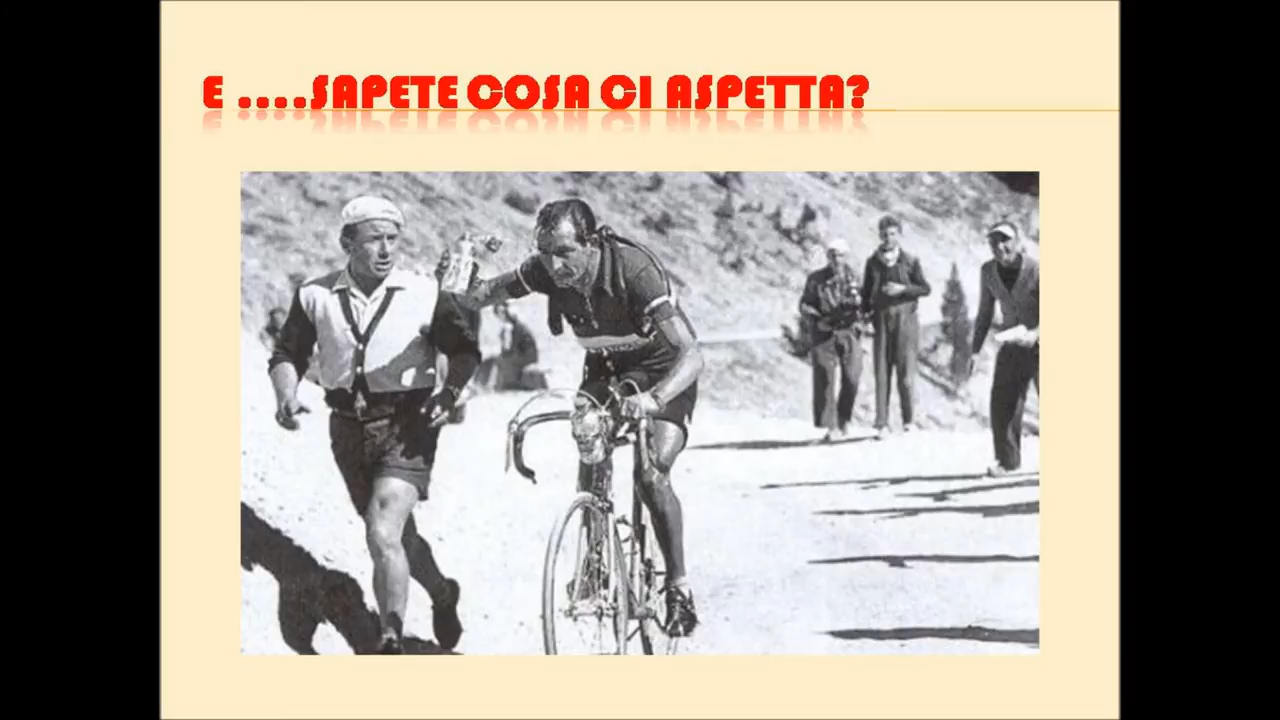 E ....SAPETE COSA CI ASPETTA?